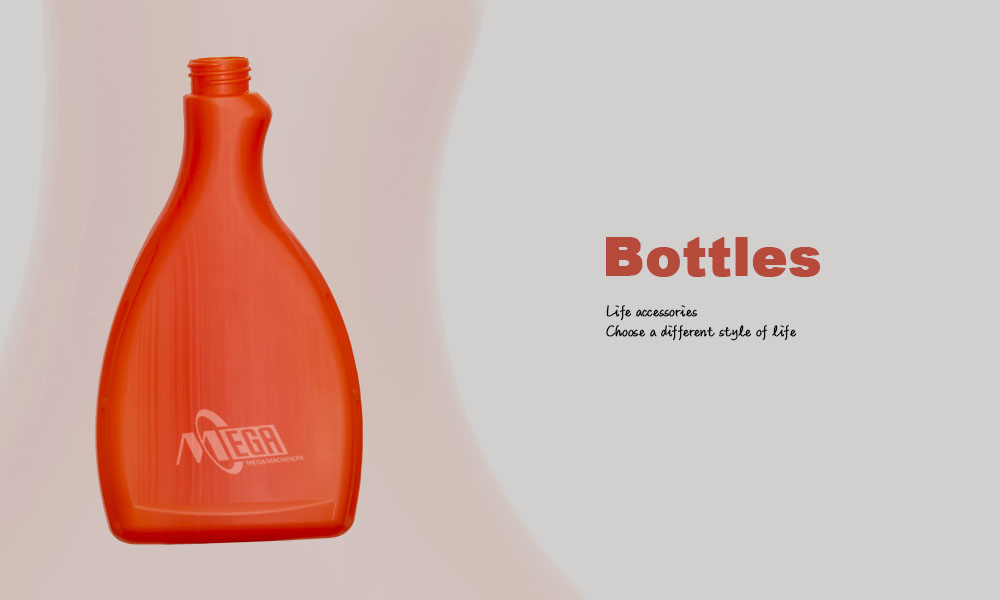 MEGA
MEGA MACHINERY
Bottles
Life accessories
Choose a different style of life